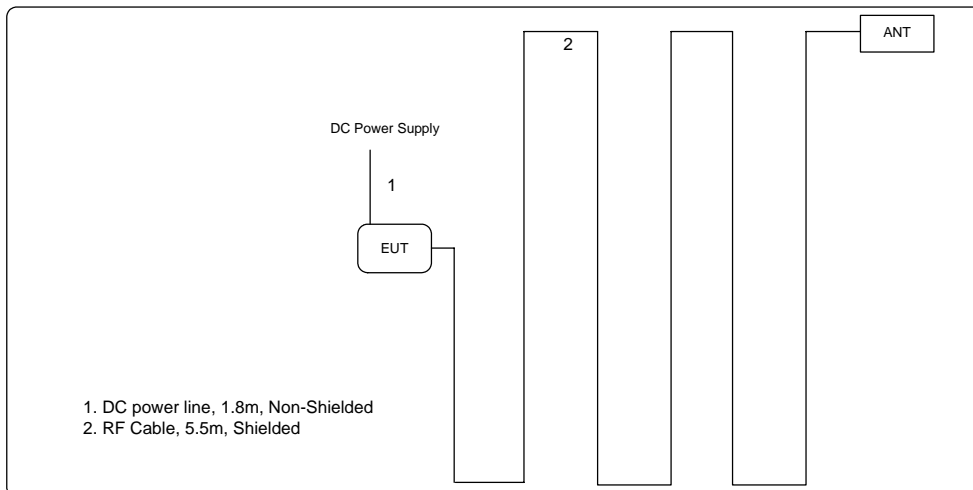 2
ANT
DC Power Supply
1
EUT
1. DC power line, 1.8m, Non-Shielded
2. RF Cable, 5.5m, Shielded